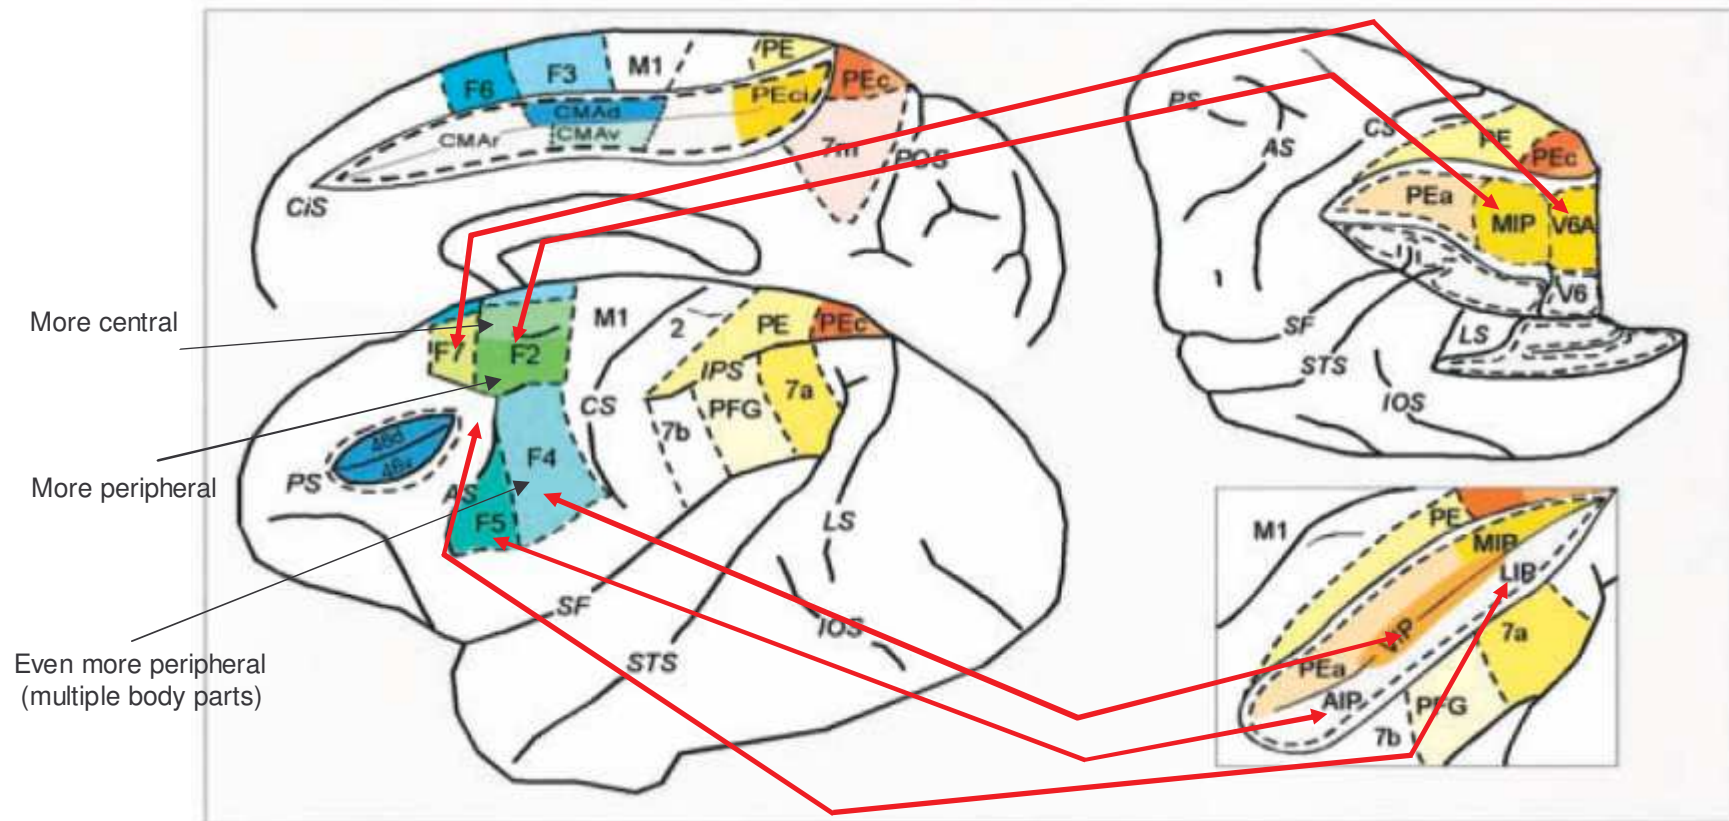 F6
F3
M1
PE
PEc
PEci
CMAd
CMAr
CMAv
7m
POS
CiS
PS
AS
CS
PE
PEc
PEa
MIP
V6A
V6
SF
LS
STS
IOS
More central
F7
F2
M1
2
PE
PEc
IPS
7a
PFG
CS
7b
46d
46v
PS
F4
AS
F5
LS
SF
IOS
STS
More peripheral
Even more peripheral
(multiple body parts)
M1
PE
MIP
LIP
VIP
7a
PEa
AIP
PFG
7b